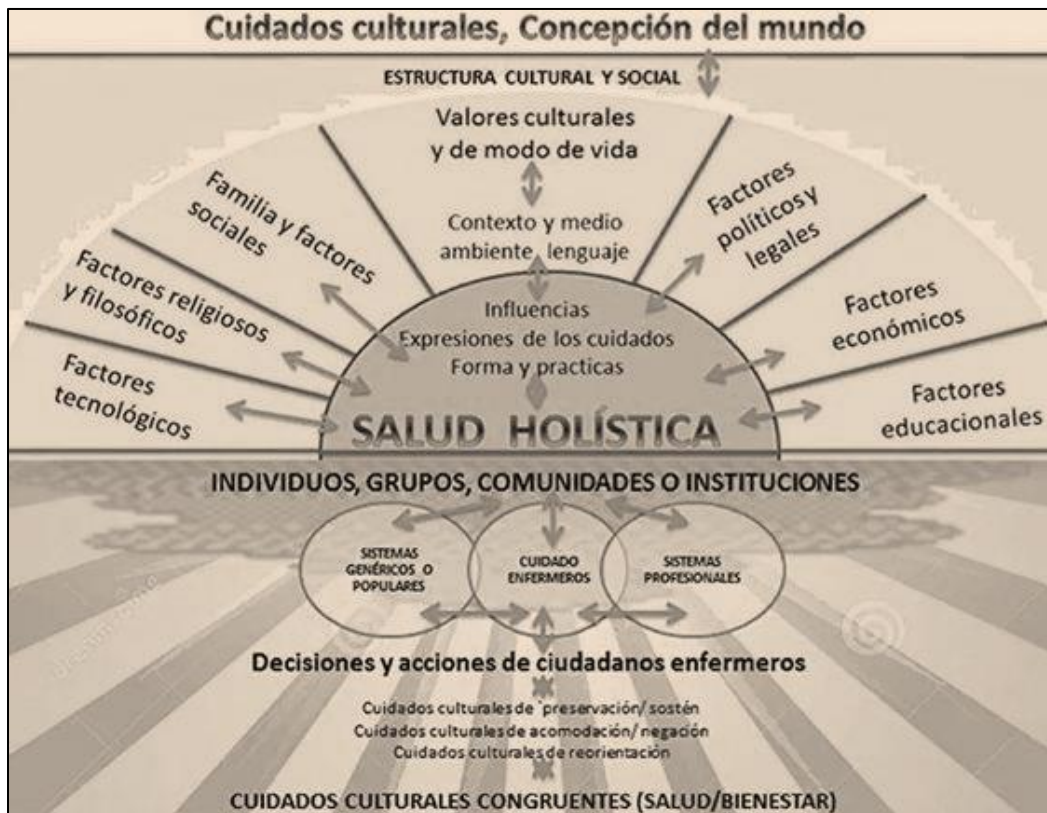 Cuidados culturales, Concepción del mundo
ESTRUCTURA CULTURAL Y SOCIAL
Valores culturales
y de modo de vida
Contexto y medio
ambiente, lenguaje
Familia y factores
sociales
Factores religiosos
y filosóficos
Factores
tecnológicos
Factores
políticos y
legales
Factores
económicos
Factores
educacionales
Influencias
Expresiones de los cuidados
Forma y practicas
SALUD HOLÍSTICA
INDIVIDUOS, GRUPOS, COMUNIDADES O INSTITUCIONES
SISTEMAS
GENÉRICOS O
POPULARES
CUIDADO
ENFERMEROS
SISTEMAS
PROFESIONALES
Decisiones y acciones de ciudadanos enfermeros
Cuidados culturales de preservación/ sostén
Cuidados culturales de acomodación/ negación
Cuidados culturales de reorientación
CUIDADOS CULTURALES CONGRUENTES (SALUD/BIENESTAR)